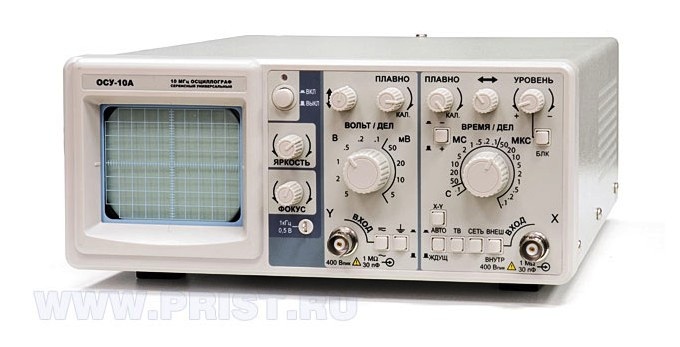 ОСУ-10А
10 МГц ОСЦИЛЛОГРАФ
СЕРВИСНЫЙ УНИВЕРСАЛЬНЫЙ
ВКЛ
ВЫКЛ
ЯРКОСТЬ
ФОКУС
1кГц
0,5 В
ПЛАВНО
КАЛ.
ВОЛЬТ / ДЕЛ
В
мВ
.5 .2 .1 50
1 20
2 10
5 5
Y
ВХОД
400 Впик
1 МΩ
30 пФ
ПЛАВНО
УРОВЕНЬ
КАЛ.
- +
+ -
БЛК
ВРЕМЯ / ДЕЛ
МС
МКС
С
X-Y
АВТО ТВ СЕТЬ ВНЕШ
ЖДУЩ
ВНУТР
ВХОД
X
400 Впик
1 МΩ
30 пФ
WWW.PRIST.RU